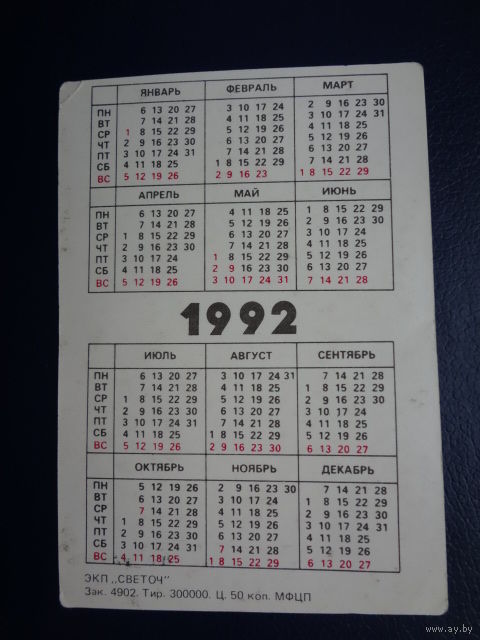 ЯНВАРЬ ФЕВРАЛЬ МАРТ
ПН 6 13 20 27 3 10 17 24 2 9 16 23 30
ВТ 7 14 21 28 4 11 18 25 3 10 17 24 31
СР 1 8 15 22 29 5 12 19 26 4 11 18 25
ЧТ 2 9 16 23 30 6 13 20 27 5 12 19 26
ПТ 3 10 17 24 31 7 14 21 28 6 13 20 27
СБ 4 11 18 25 1 8 15 22 29 7 14 21 28
ВС 5 12 19 26 2 9 16 23 1 8 15 22 29
АПРЕЛЬ МАЙ ИЮНЬ
ПН 6 13 20 27 4 11 18 25 1 8 15 22 29
ВТ 7 14 21 28 5 12 19 26 2 9 16 23 30
СР 1 8 15 22 29 6 13 20 27 3 10 17 24
ЧТ 2 9 16 23 30 7 14 21 28 4 11 18 25
ПТ 3 10 17 24 1 8 15 22 29 5 12 19 26
СБ 4 11 18 25 2 9 16 23 30 6 13 20 27
ВС 5 12 19 26 3 10 17 24 31 7 14 21 28
1992
ИЮЛЬ АВГУСТ СЕНТЯБРЬ
ПН 6 13 20 27 3 10 17 24 31 7 14 21 28
ВТ 7 14 21 28 4 11 18 25 1 8 15 22 29
СР 1 8 15 22 29 5 12 19 26 2 9 16 23 30
ЧТ 2 9 16 23 30 6 13 20 27 3 10 17 24
ПТ 3 10 17 24 31 7 14 21 28 4 11 18 25
СБ 4 11 18 25 1 8 15 22 29 5 12 19 26
ВС 5 12 19 26 2 9 16 23 30 6 13 20 27
ОКТЯБРЬ НОЯБРЬ ДЕКАБРЬ
ПН 5 12 19 26 2 9 16 23 30 7 14 21 28
ВТ 6 13 20 27 3 10 17 24 1 8 15 22 29
СР 7 14 21 28 4 11 18 25 2 9 16 23 30
ЧТ 1 8 15 22 29 5 12 19 26 3 10 17 24 31
ПТ 2 9 16 23 30 6 13 20 27 4 11 18 25
СБ 3 10 17 24 31 7 14 21 28 5 12 19 26
ВС 4 11 18 25 1 8 15 22 29 6 13 20 27
ЭКП „СВЕТОЧ"
Зак. 4902. Тир. 300000. Ц. 50 коп. МФЦП
© www.ay.by